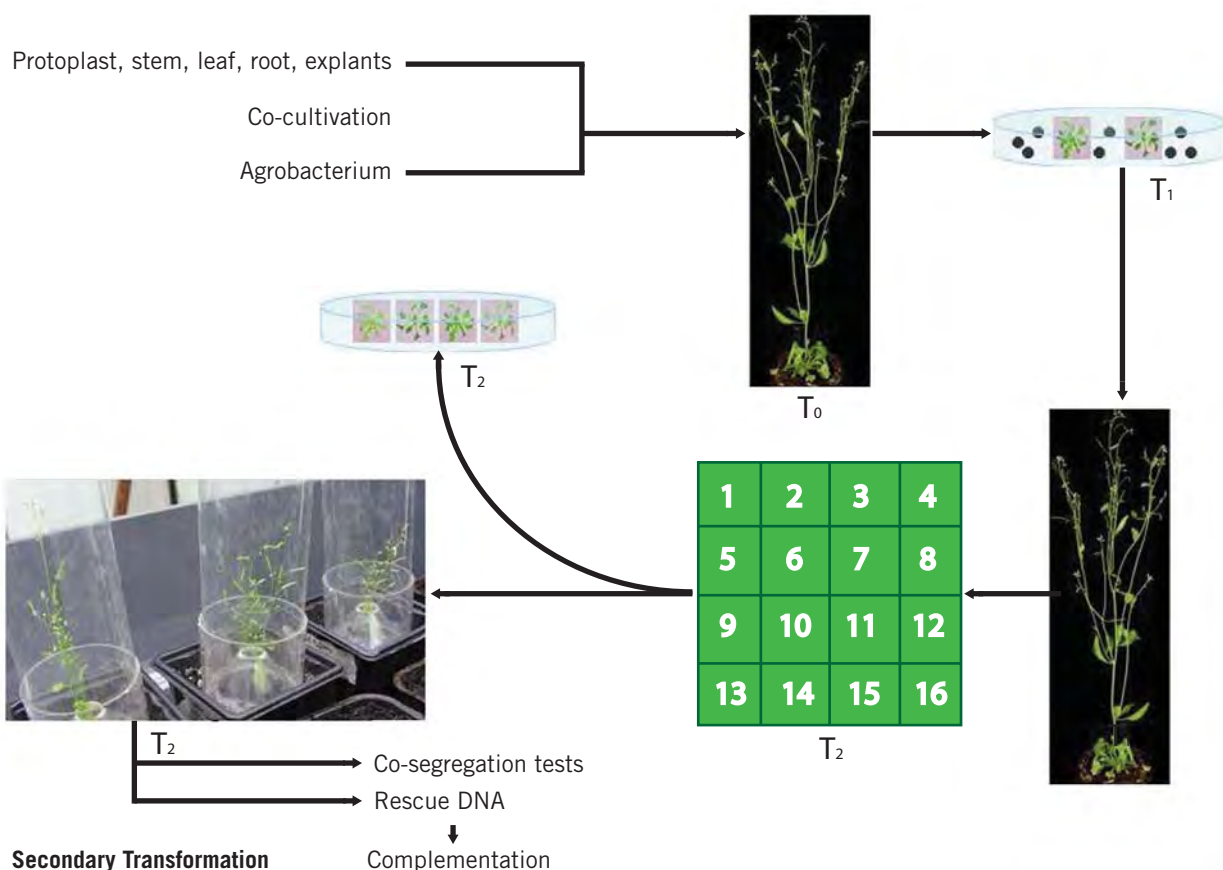 Protoplast, stem, leaf, root, explants
Co-cultivation
Agrobacterium
T₀
T₁
T₂
1 2 3 4
5 6 7 8
9 10 11 12
13 14 15 16
T₂
T₂
Co-segregation tests
Rescue DNA
Secondary Transformation
Complementation